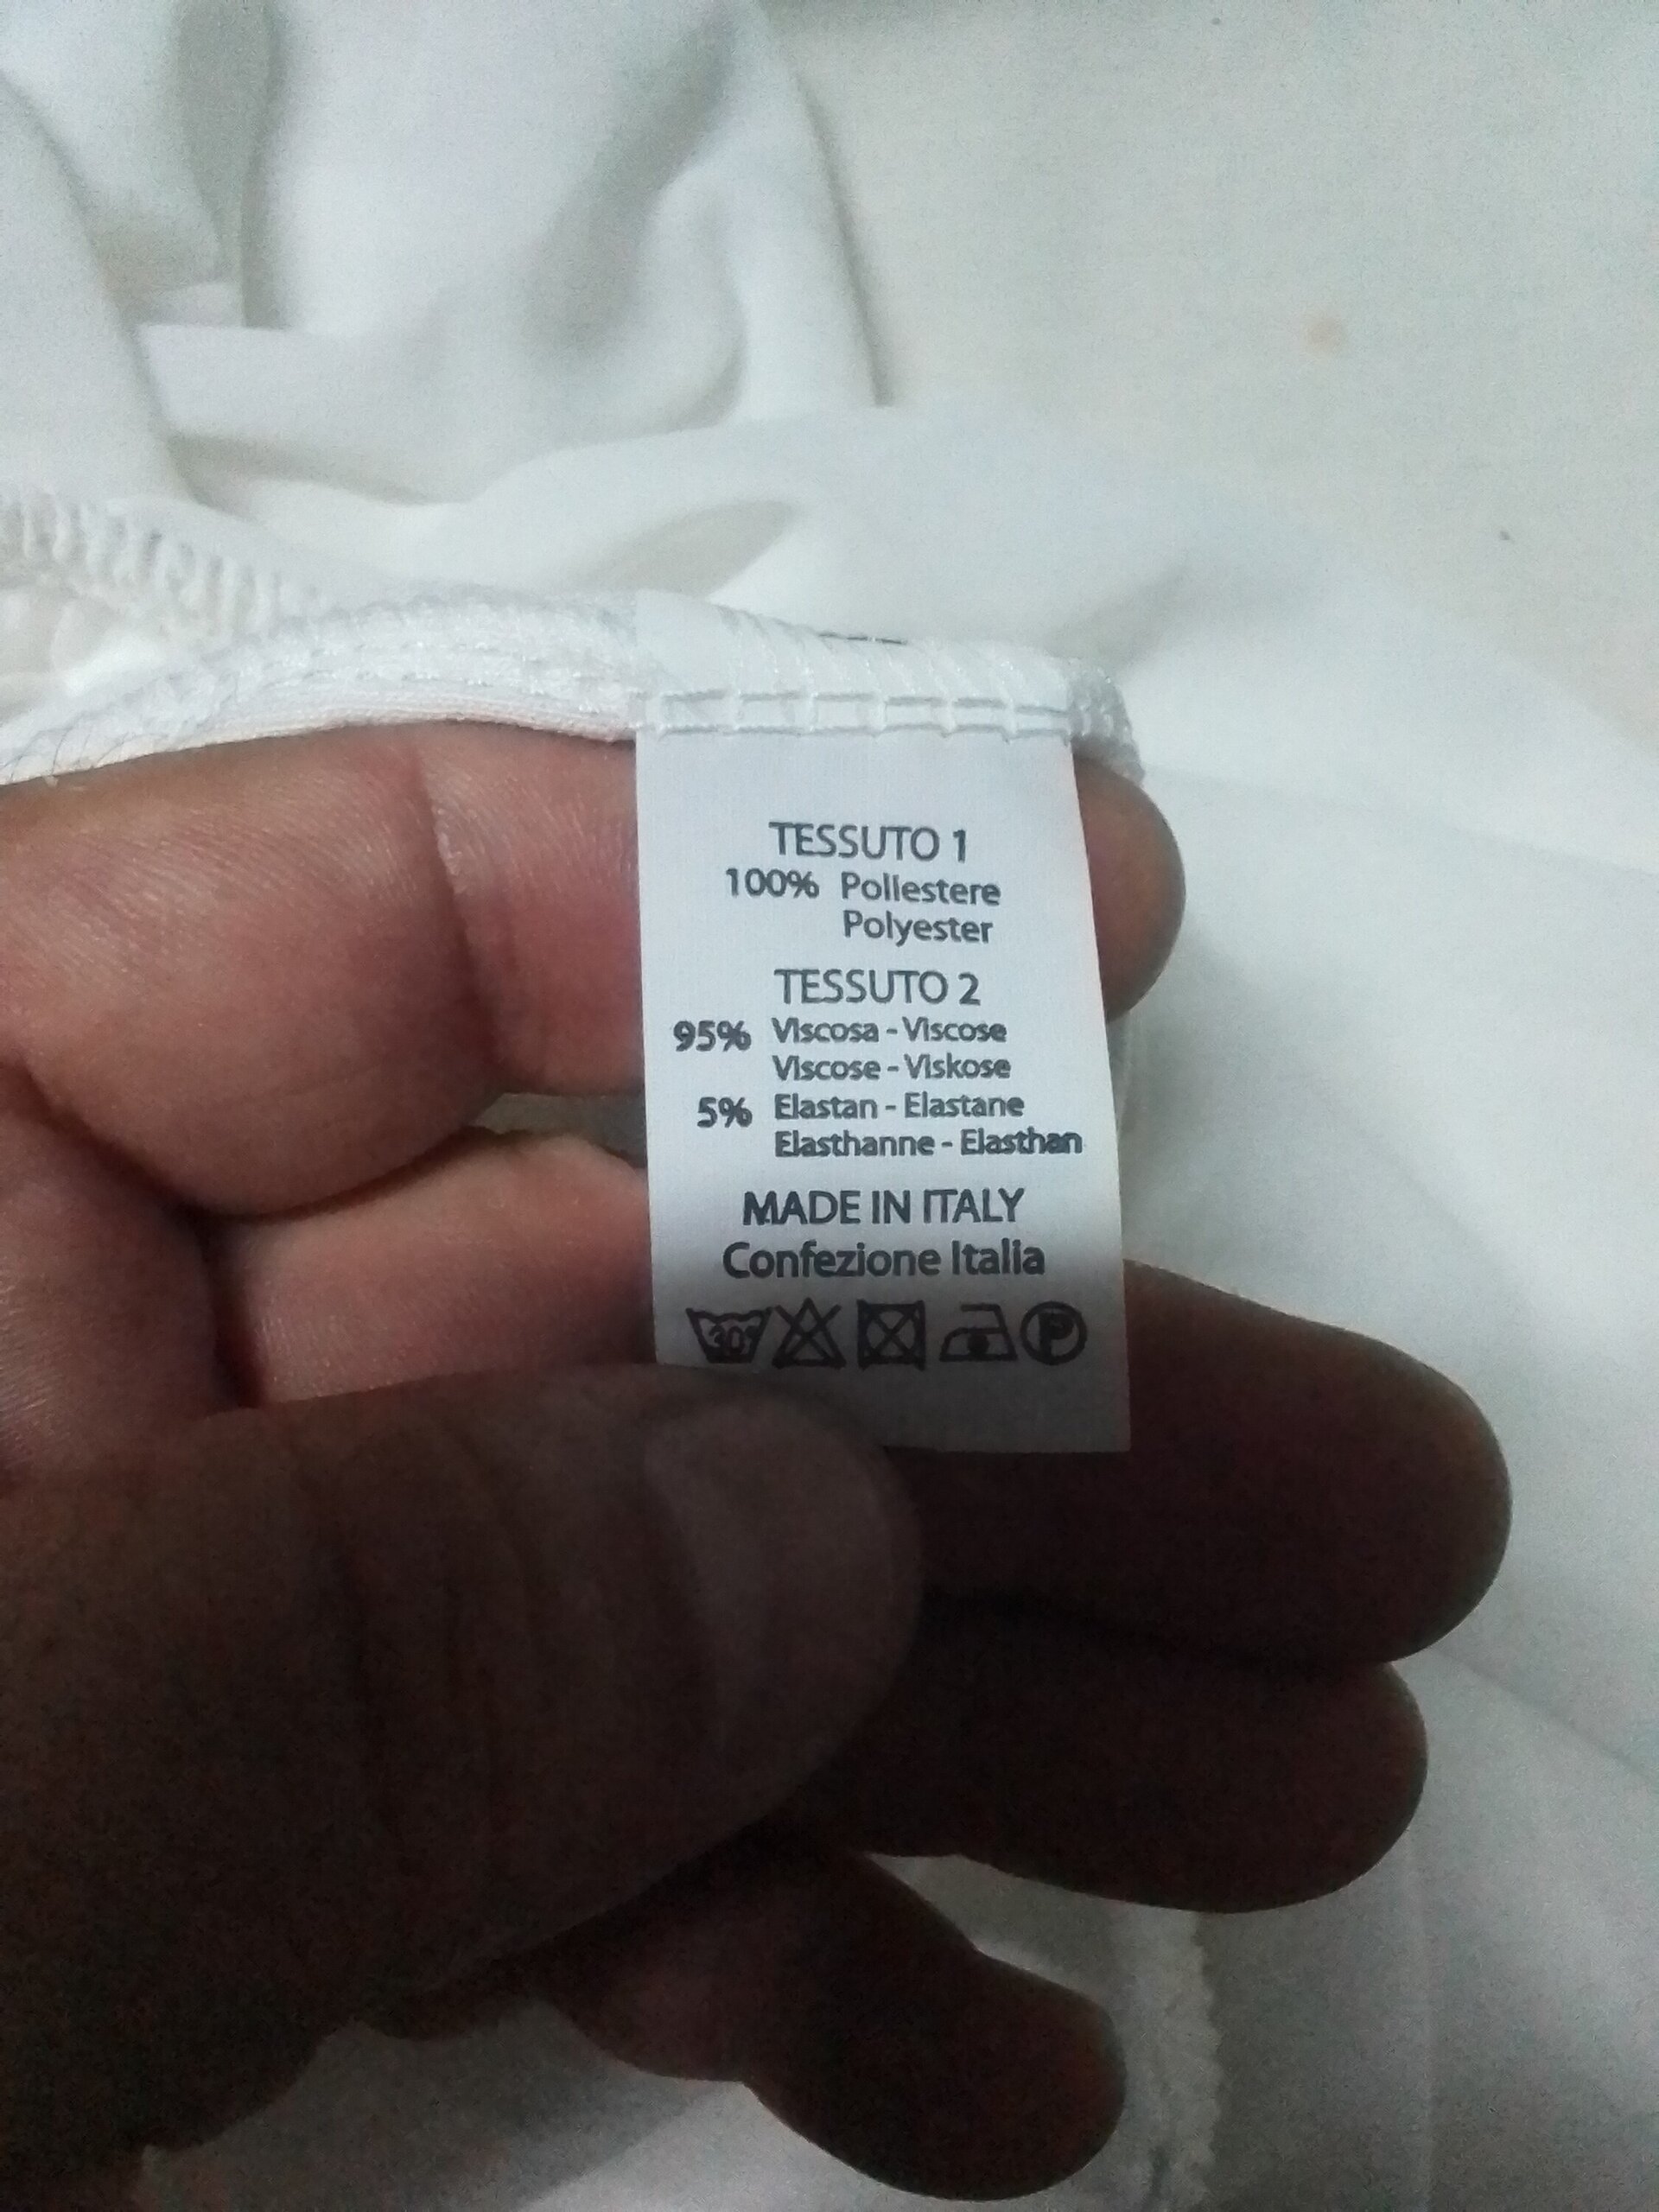 TESSUTO 1
100% Poliestere
Polyester
TESSUTO 2
95% Viscosa - Viscose
Viscose - Viskose
5% Elastan - Elastane
Elasthanne - Elasthan
MADE IN ITALY
Confezione Italia
30° P